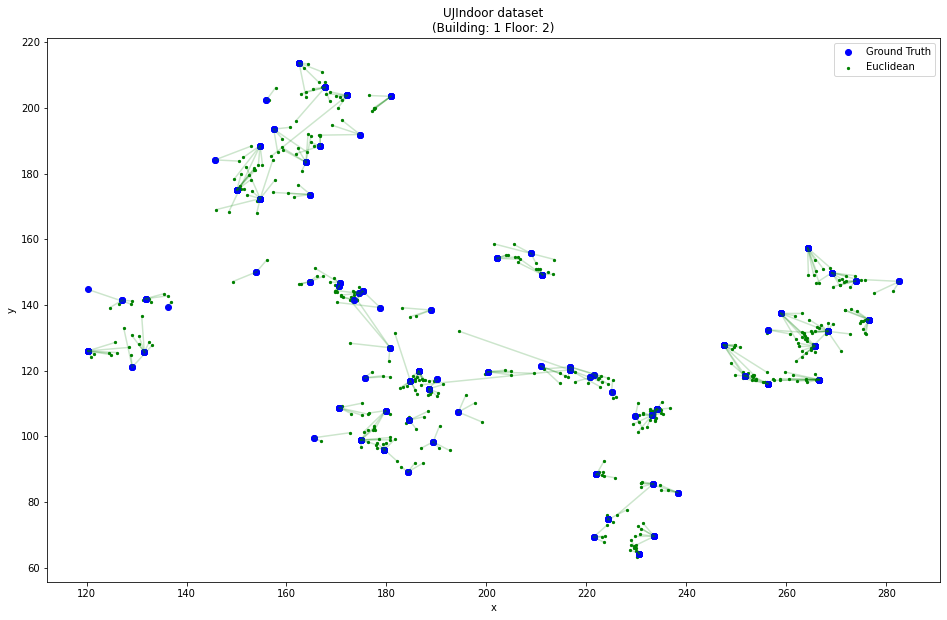 UJIndoor dataset
(Building: 1 Floor: 2)
Ground Truth
Euclidean
220
200
180
160
140
120
100
80
60
y
120 140 160 180 200 220 240 260 280
x